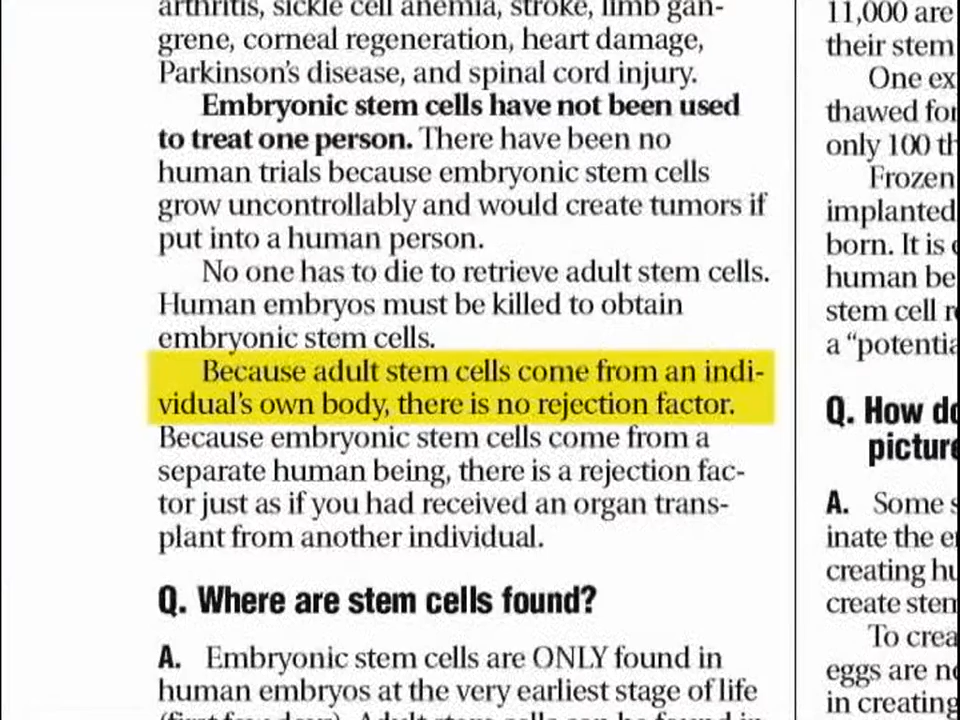 arthritis, sickle cell anemia, stroke, limb gan-
grene, corneal regeneration, heart damage,
Parkinson's disease, and spinal cord injury.
Embryonic stem cells have not been used
to treat one person. There have been no
human trials because embryonic stem cells
grow uncontrollably and would create tumors if
put into a human person.
No one has to die to retrieve adult stem cells.
Human embryos must be killed to obtain
embryonic stem cells.
Because adult stem cells come from an indi-
vidual's own body, there is no rejection factor.
Because embryonic stem cells come from a
separate human being, there is a rejection fac-
tor just as if you had received an organ trans-
plant from another individual.
Q. Where are stem cells found?
A. Embryonic stem cells are ONLY found in
human embryos at the very earliest stage of life
11,000 are
their stem
One ex
thawed for
only 100 th
Frozen
implanted
born. It is
human be
stem cell r
a "potentia
Q. How do
picture
A. Some s
inate the e
creating hu
create sten
To crea
eggs are n
in creating